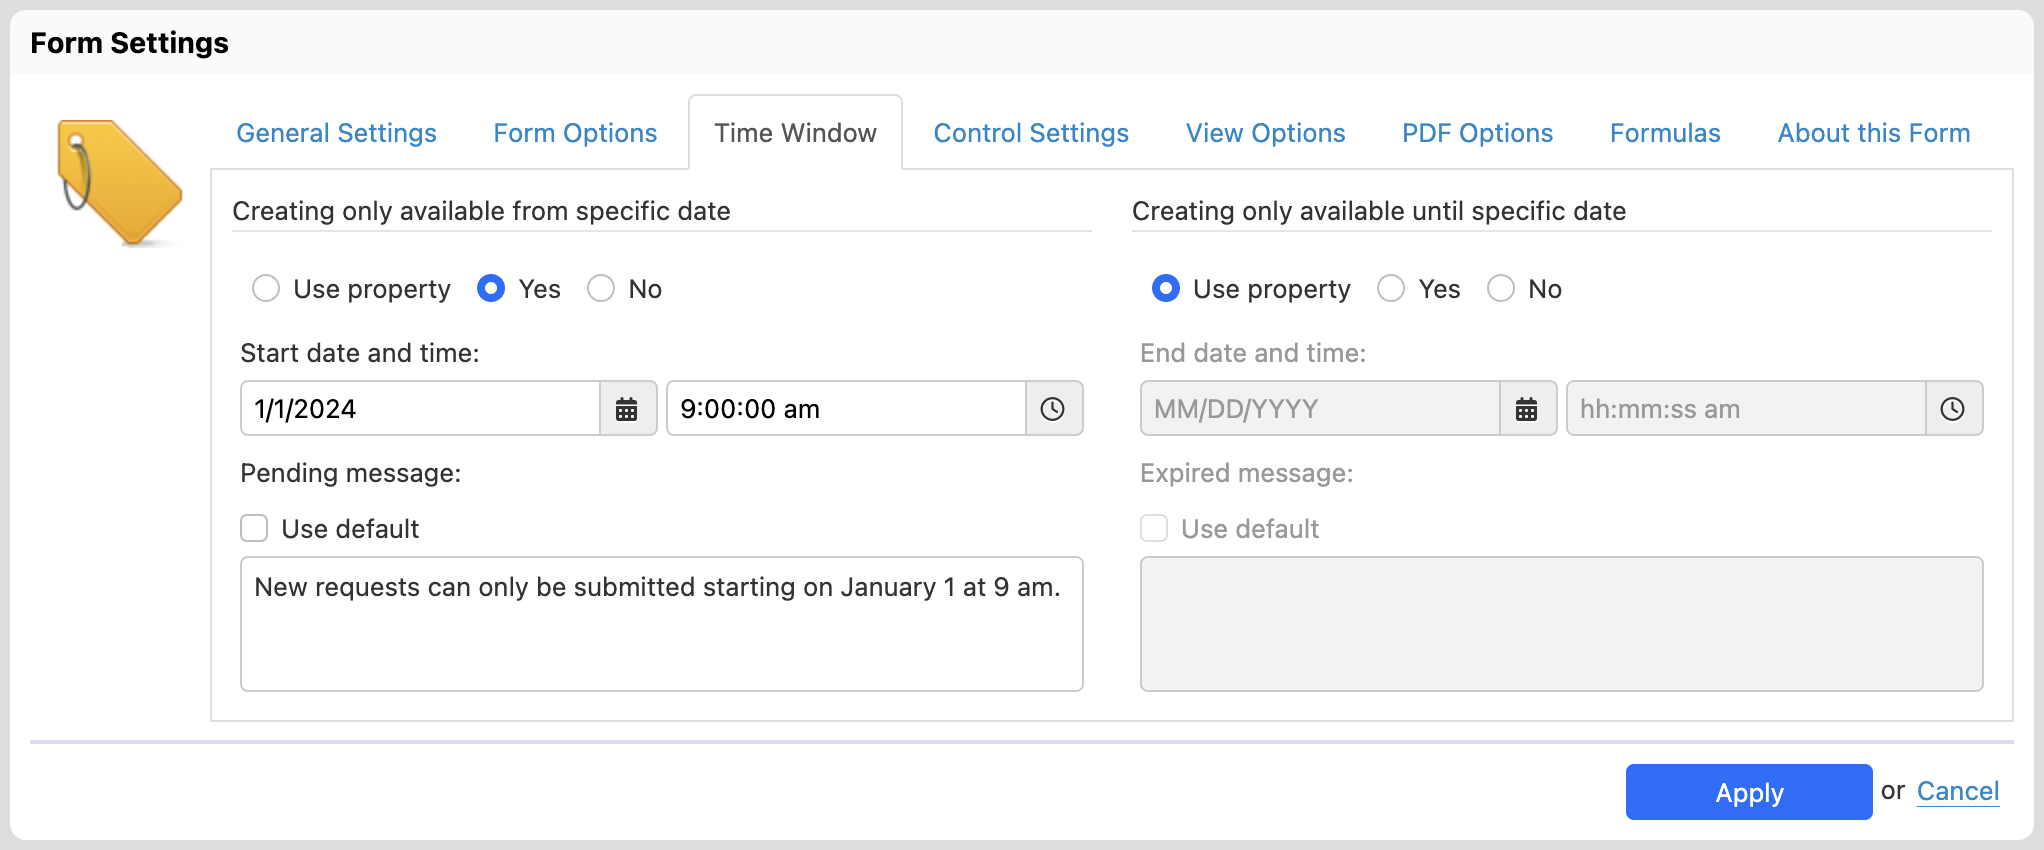 Form Settings
General Settings Form Options Time Window Control Settings View Options PDF Options Formulas About this Form
Creating only available from specific date
Use property Yes No
Start date and time:
1/1/2024 9:00:00 am
Pending message:
Use default
New requests can only be submitted starting on January 1 at 9 am.
Creating only available until specific date
Use property Yes No
End date and time:
MM/DD/YYYY hh:mm:ss am
Expired message:
Use default
Apply or Cancel